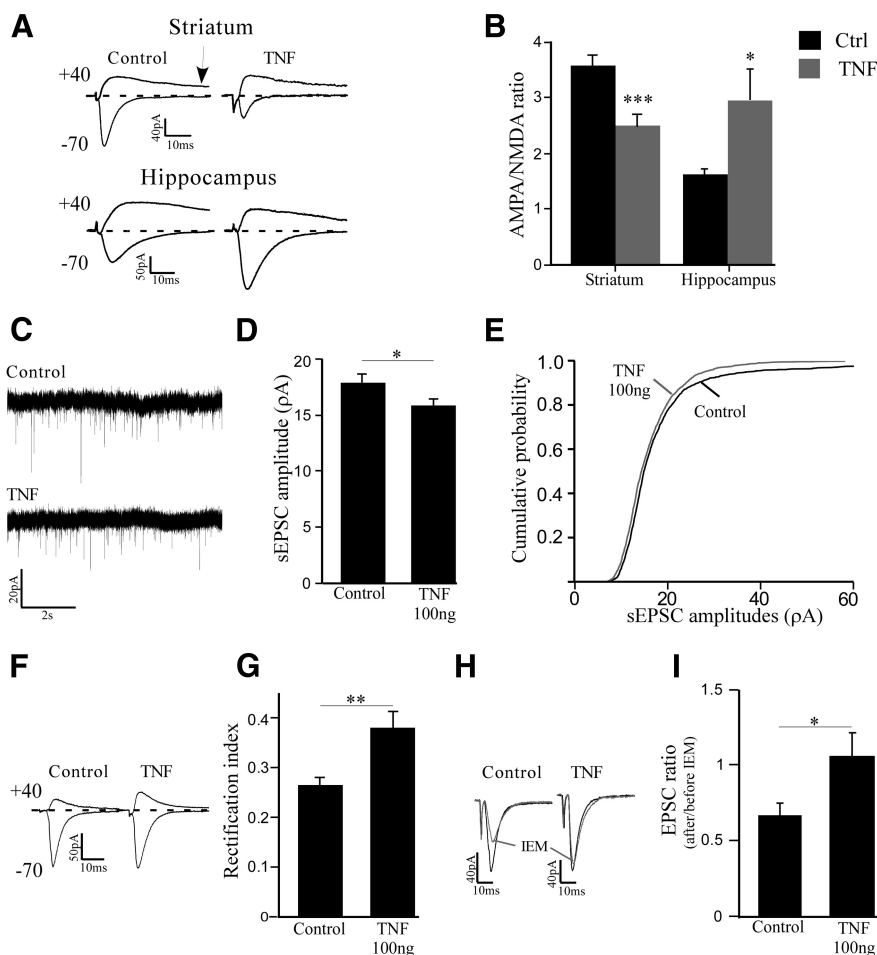 A
Striatum
Control
TNF
+40
-70
40pA
10ms
Hippocampus
+40
-70
50pA
10ms
B
AMPA/NMDA ratio
4
3
2
1
0
***
*
Striatum
Hippocampus
Ctrl
TNF
C
Control
TNF
20pA
2s
D
sEPSC amplitude (ρA)
20
15
10
5
0
*
Control
TNF
100ng
E
Cumulative probability
1.0
0.8
0.6
0.4
0.2
TNF
100ng
Control
0
20
40
60
sEPSC amplitudes (ρA)
F
Control
TNF
+40
-70
50pA
10ms
G
Rectification index
0.4
0.3
0.2
0.1
0
**
Control
TNF
100ng
H
Control
TNF
IEM
40pA
10ms
40pA
10ms
I
EPSC ratio
(after/before IEM)
1.5
1
0.5
0
*
Control
TNF
100ng